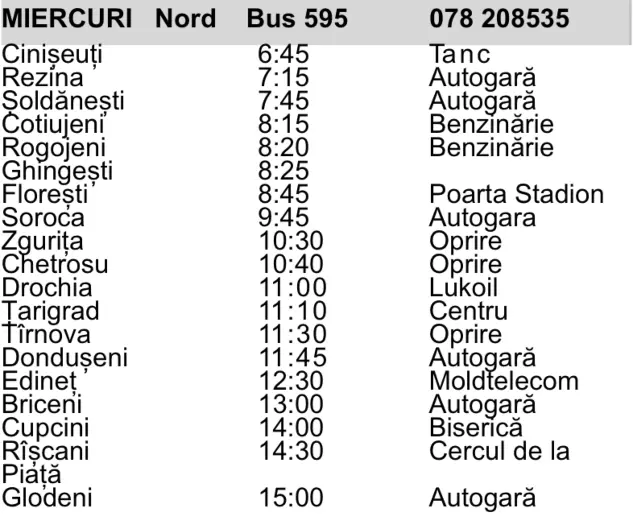 MIERCURI Nord Bus 595 078 208535
Cinișeuți 6:45 Tanc
Rezina 7:15 Autogară
Șoldănești 7:45 Autogară
Cotiujeni 8:15 Benzinărie
Rogojeni 8:20 Benzinărie
Ghingești 8:25
Florești 8:45 Poarta Stadion
Soroca 9:45 Autogara
Zgurița 10:30 Oprire
Chetrosu 10:40 Oprire
Drochia 11:00 Lukoil
Țarigrad 11:10 Centru
Tîrnova 11:30 Oprire
Dondușeni 11:45 Autogară
Edineț 12:30 Moldtelecom
Briceni 13:00 Autogară
Cupcini 14:00 Biserică
Rîșcani 14:30 Cercul de la
Piață
Glodeni 15:00 Autogară